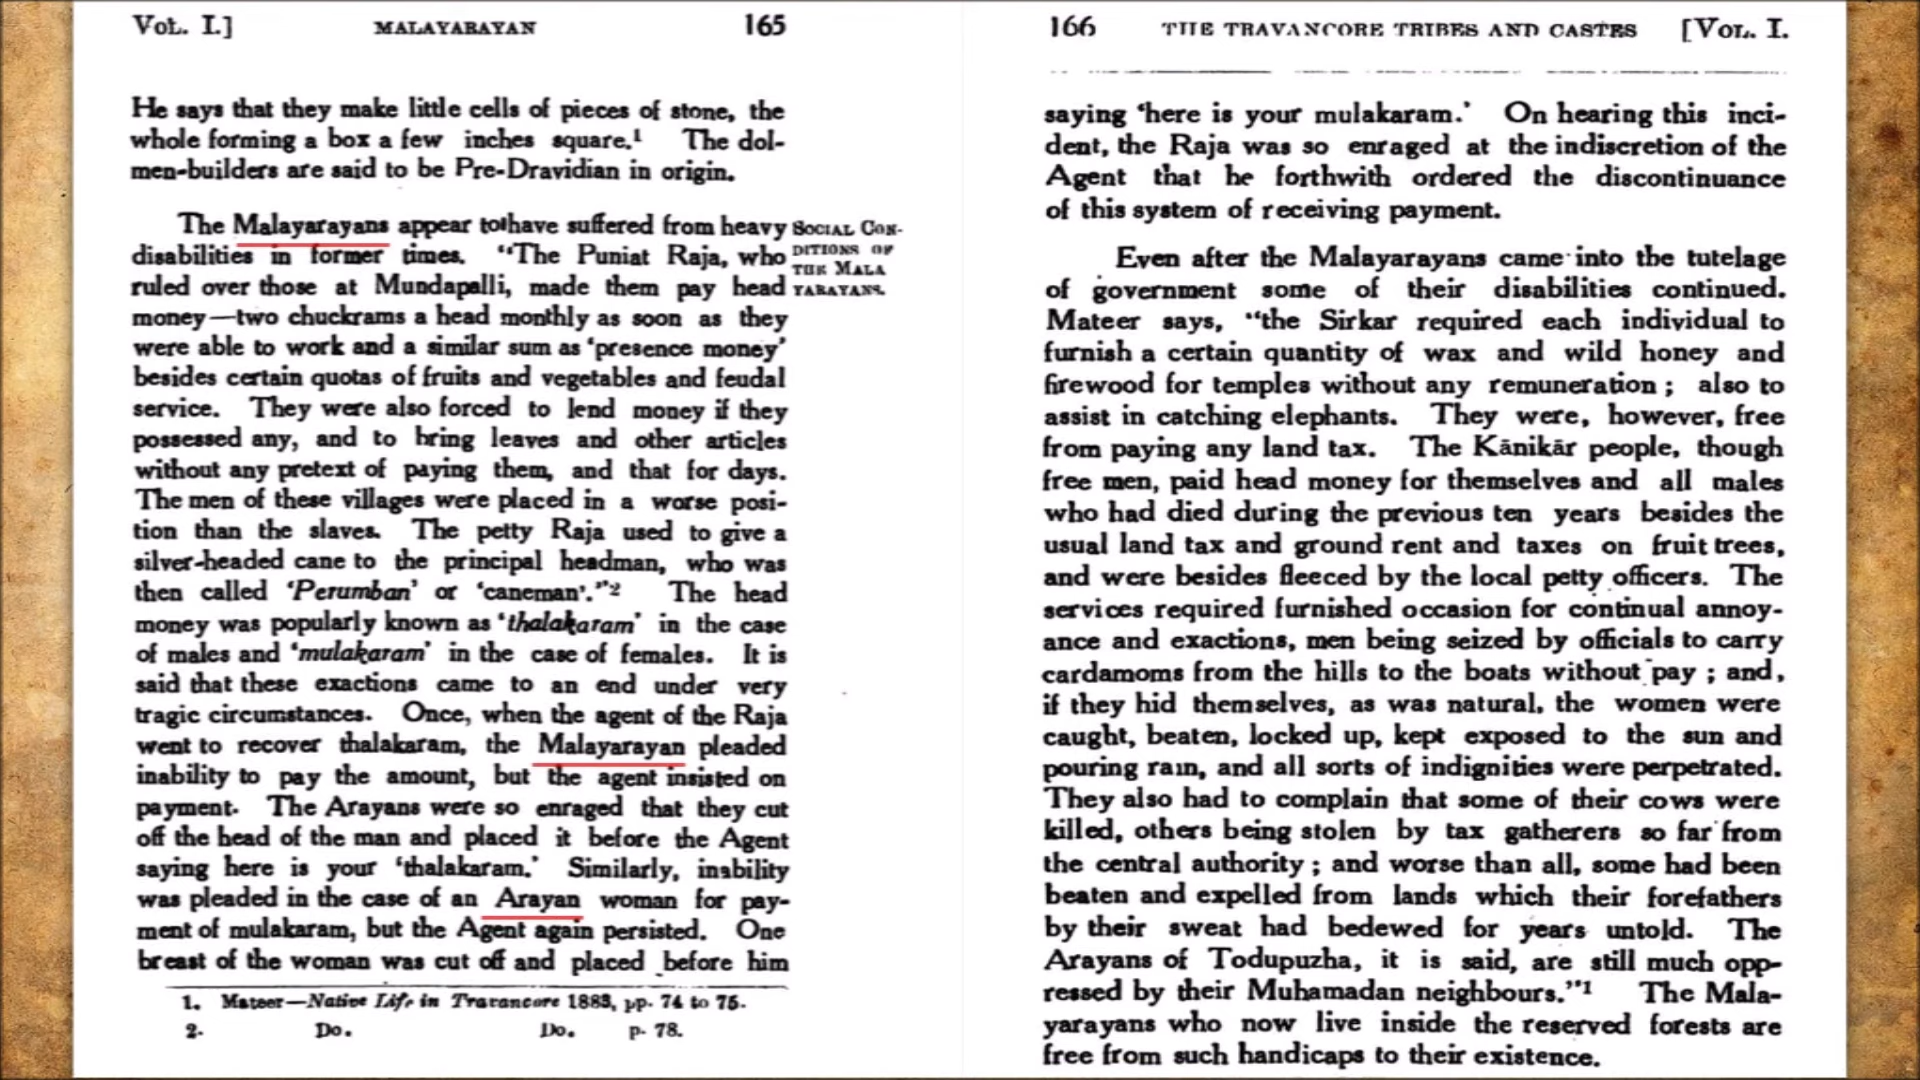 Vol. I.] MALAYARAYAN 165
He says that they make little cells of pieces of stone, the
whole forming a box a few inches square.¹ The dol-
men-builders are said to be Pre-Dravidian in origin.
The Malayarayans appear to have suffered from heavy
disabilities in former times. "The Puniat Raja, who
ruled over those at Mundapalli, made them pay head
money—two chuckrams a head monthly as soon as they
were able to work and a similar sum as 'presence money'
besides certain quotas of fruits and vegetables and feudal
service. They were also forced to lend money if they
possessed any, and to bring leaves and other articles
without any pretext of paying them, and that for days.
The men of these villages were placed in a worse posi-
tion than the slaves. The petty Raja used to give a
silver-headed cane to the principal headman, who was
then called 'Perumban' or 'caneman'."² The head
money was popularly known as 'thalakaram' in the case
of males and 'mulakaram' in the case of females. It is
said that these exactions came to an end under very
tragic circumstances. Once, when the agent of the Raja
went to recover thalakaram, the Malayarayan pleaded
inability to pay the amount, but the agent insisted on
payment. The Arayans were so enraged that they cut
off the head of the man and placed it before the Agent
saying here is your 'thalakaram.' Similarly, inability
was pleaded in the case of an Arayan woman for pay-
ment of mulakaram, but the Agent again persisted. One
breast of the woman was cut off and placed before him
SOCIAL CON-
DITIONS OF
THE MALA
YARAYANS.
1. Mateer—Native Life in Travancore 1883, pp. 74 to 75.
2. Do. Do. p. 78.
166 THE TRAVANCORE TRIBES AND CASTES [Vol. I.
saying 'here is your mulakaram.' On hearing this inci-
dent, the Raja was so enraged at the indiscretion of the
Agent that he forthwith ordered the discontinuance
of this system of receiving payment.
Even after the Malayarayans came into the tutelage
of government some of their disabilities continued.
Mateer says, "the Sirkar required each individual to
furnish a certain quantity of wax and wild honey and
firewood for temples without any remuneration; also to
assist in catching elephants. They were, however, free
from paying any land tax. The Kānikār people, though
free men, paid head money for themselves and all males
who had died during the previous ten years besides the
usual land tax and ground rent and taxes on fruit trees,
and were besides fleeced by the local petty officers. The
services required furnished occasion for continual annoy-
ance and exactions, men being seized by officials to carry
cardamoms from the hills to the boats without pay; and,
if they hid themselves, as was natural, the women were
caught, beaten, locked up, kept exposed to the sun and
pouring rain, and all sorts of indignities were perpetrated.
They also had to complain that some of their cows were
killed, others being stolen by tax gatherers so far from
the central authority; and worse than all, some had been
beaten and expelled from lands which their forefathers
by their sweat had bedewed for years untold. The
Arayans of Todupuzha, it is said, are still much opp-
ressed by their Muhamadan neighbours."¹ The Mala-
yarayans who now live inside the reserved forests are
free from such handicaps to their existence.